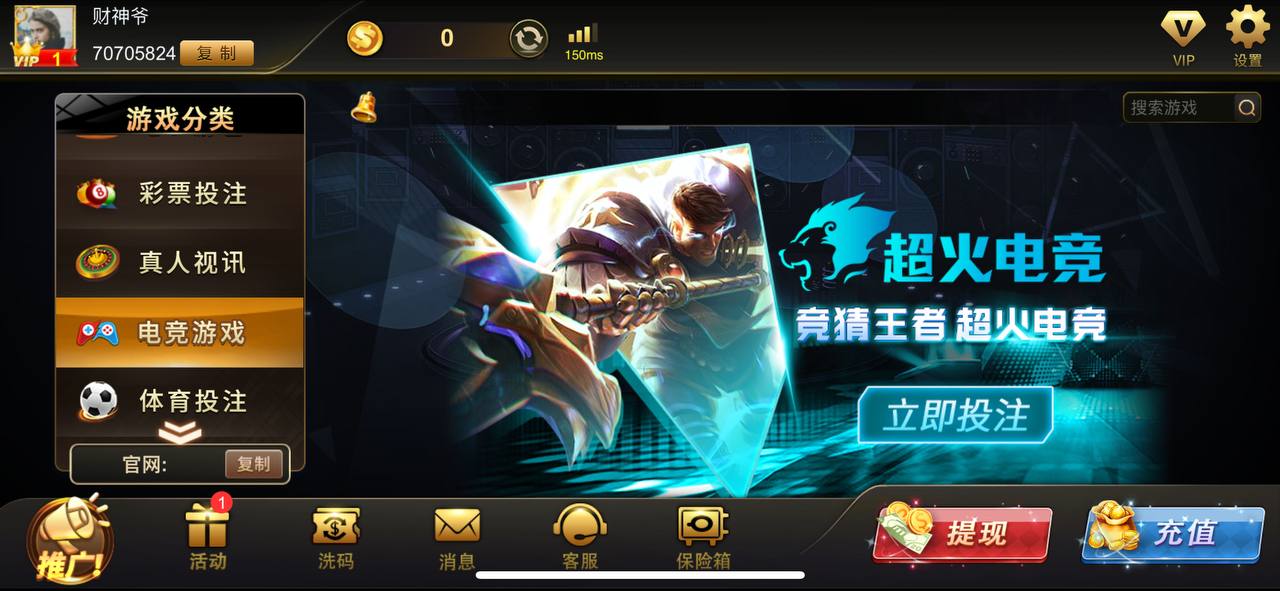 财神爷
VIP 1
70705824
复制
0
150ms
VIP
设置
游戏分类
搜索游戏
彩票投注
真人视讯
电竞游戏
体育投注
官网:
复制
超火电竞
竞猜王者 超火电竞
立即投注
推广!
1
活动
洗码
消息
客服
保险箱
提现
充值